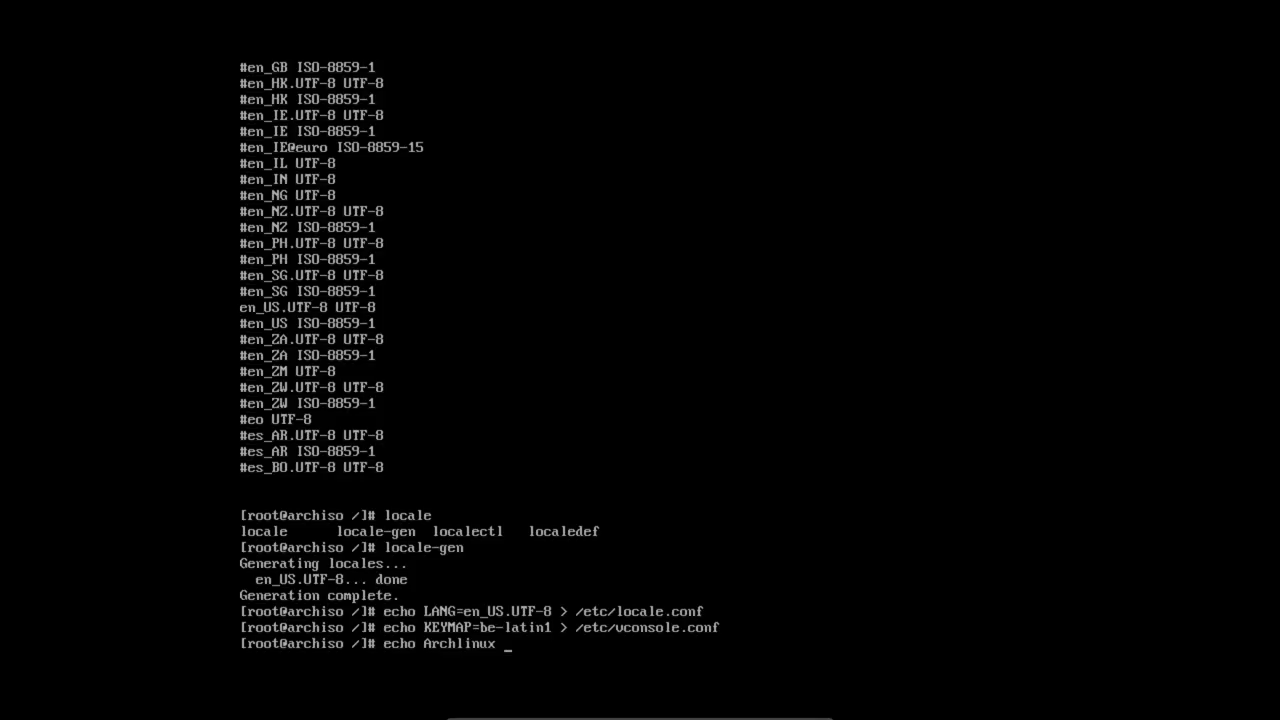 #en_GB ISO-8859-1
#en_HK.UTF-8 UTF-8
#en_HK ISO-8859-1
#en_IE.UTF-8 UTF-8
#en_IE ISO-8859-1
#en_IE@euro ISO-8859-15
#en_IL UTF-8
#en_IN UTF-8
#en_NG UTF-8
#en_NZ.UTF-8 UTF-8
#en_NZ ISO-8859-1
#en_PH.UTF-8 UTF-8
#en_PH ISO-8859-1
#en_SG.UTF-8 UTF-8
#en_SG ISO-8859-1
en_US.UTF-8 UTF-8
#en_US ISO-8859-1
#en_ZA.UTF-8 UTF-8
#en_ZA ISO-8859-1
#en_ZM UTF-8
#en_ZW.UTF-8 UTF-8
#en_ZW ISO-8859-1
#eo UTF-8
#es_AR.UTF-8 UTF-8
#es_AR ISO-8859-1
#es_BO.UTF-8 UTF-8
[root@archiso /]# locale
locale      locale-gen  localectl   localedef
[root@archiso /]# locale-gen
Generating locales...
  en_US.UTF-8... done
Generation complete.
[root@archiso /]# echo LANG=en_US.UTF-8 > /etc/locale.conf
[root@archiso /]# echo KEYMAP=be-latin1 > /etc/vconsole.conf
[root@archiso /]# echo Archlinux _